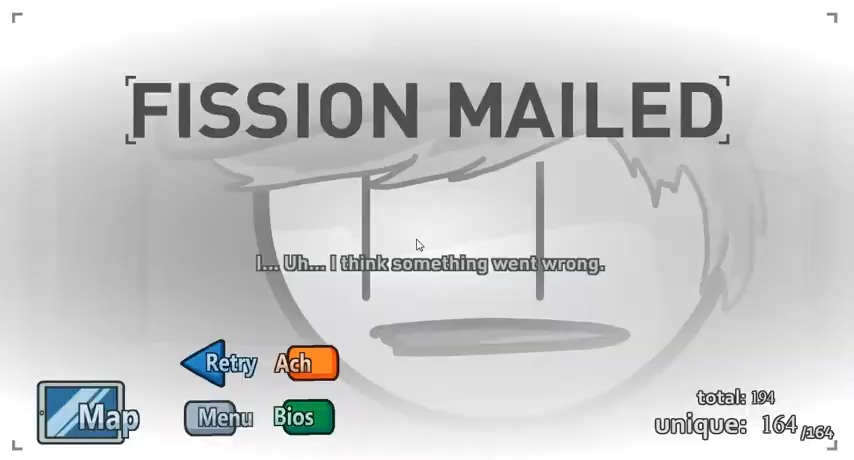 FISSION MAILED
I... Uh... I think something went wrong.
Retry
Ach
Map
Menu
Bios
total: 194
unique: 164 /164